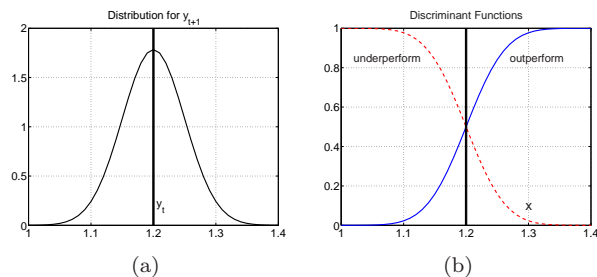 Distribution for y_{t+1}
2
1.5
1
0.5
0
1 1.1 1.2 1.3 1.4
y_t
(a)
Discriminant Functions
1
0.8
0.6
0.4
0.2
0
1 1.1 1.2 1.3 1.4
underperform
outperform
x
(b)